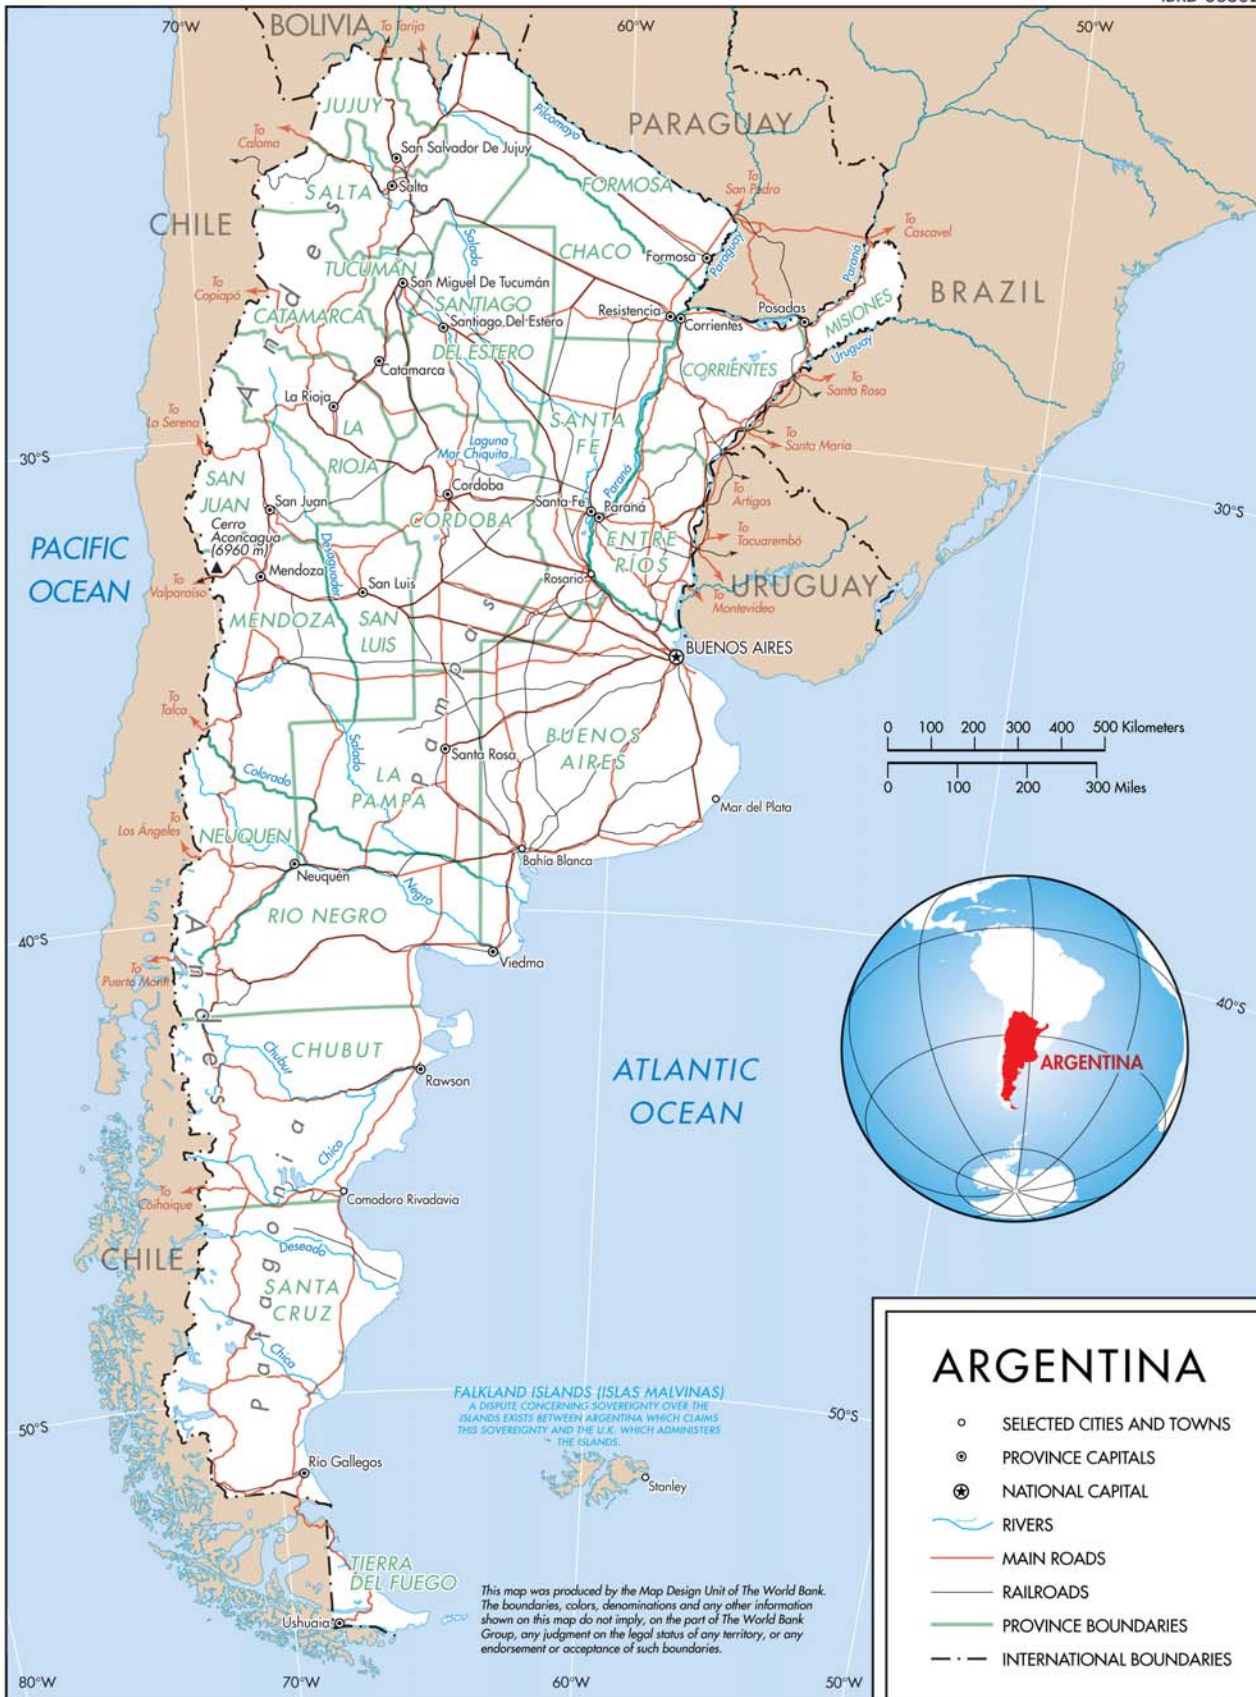 70°W
60°W
50°W
BOLIVIA
To Tarija
JUJUY
Pilcomayo
PARAGUAY
To
Calama
San Salvador De Jujuy
SALTA
Salta
FORMOSA
To
San Pedro
CHILE
Salado
CHACO
Formosa
Paraguay
To
Cascavel
Paraná
TUCUMAN
San Miguel De Tucumán
To
Copiapó
CATAMARCA
SANTIAGO
DEL ESTERO
Santiago Del Estero
Resistencia
Corrientes
Posadas
MISIONES
BRAZIL
Uruguay
Catamarca
CORRIENTES
To
Santa Rosa
Andes
La Rioja
LA
RIOJA
To
La Serena
SANTA
FE
Laguna
Mar Chiquita
To
Santa Maria
30°S
SAN
JUAN
San Juan
Cordoba
CORDOBA
Santa Fe
Paraná
Paraná
To
Artigas
30°S
Cerro
Aconcagua
(6960 m)
Desaguader
ENTRE
RÍOS
To
Tacuarembó
PACIFIC
OCEAN
To
Valparaiso
Mendoza
San Luis
Rosario
URUGUAY
To
Montevideo
MENDOZA
SAN
LUIS
Pampas
BUENOS AIRES
To
Talca
Salado
Santa Rosa
BUENOS
AIRES
0 100 200 300 400 500 Kilometers
0 100 200 300 Miles
Colorado
LA
PAMPA
Mar del Plata
To
Los Ángeles
NEUQUEN
Neuquén
Bahía Blanca
Negro
RIO NEGRO
40°S
Andes
Viedma
To
Puerto Montt
40°S
CHUBUT
Chubut
Rawson
ATLANTIC
OCEAN
ARGENTINA
Chico
Patagonia
To
Coihaique
Comodoro Rivadavia
CHILE
Deseado
SANTA
CRUZ
Chica
50°S
FALKLAND ISLANDS (ISLAS MALVINAS)
A DISPUTE CONCERNING SOVEREIGNTY OVER THE
ISLANDS EXISTS BETWEEN ARGENTINA WHICH CLAIMS
THIS SOVEREIGNTY AND THE U.K. WHICH ADMINISTERS
THE ISLANDS.
50°S
Rio Gallegos
Stanley
TIERRA
DEL FUEGO
Ushuaia
This map was produced by the Map Design Unit of The World Bank.
The boundaries, colors, denominations and any other information
shown on this map do not imply, on the part of The World Bank
Group, any judgment on the legal status of any territory, or any
endorsement or acceptance of such boundaries.
80°W
70°W
60°W
50°W
ARGENTINA
SELECTED CITIES AND TOWNS
PROVINCE CAPITALS
NATIONAL CAPITAL
RIVERS
MAIN ROADS
RAILROADS
PROVINCE BOUNDARIES
INTERNATIONAL BOUNDARIES